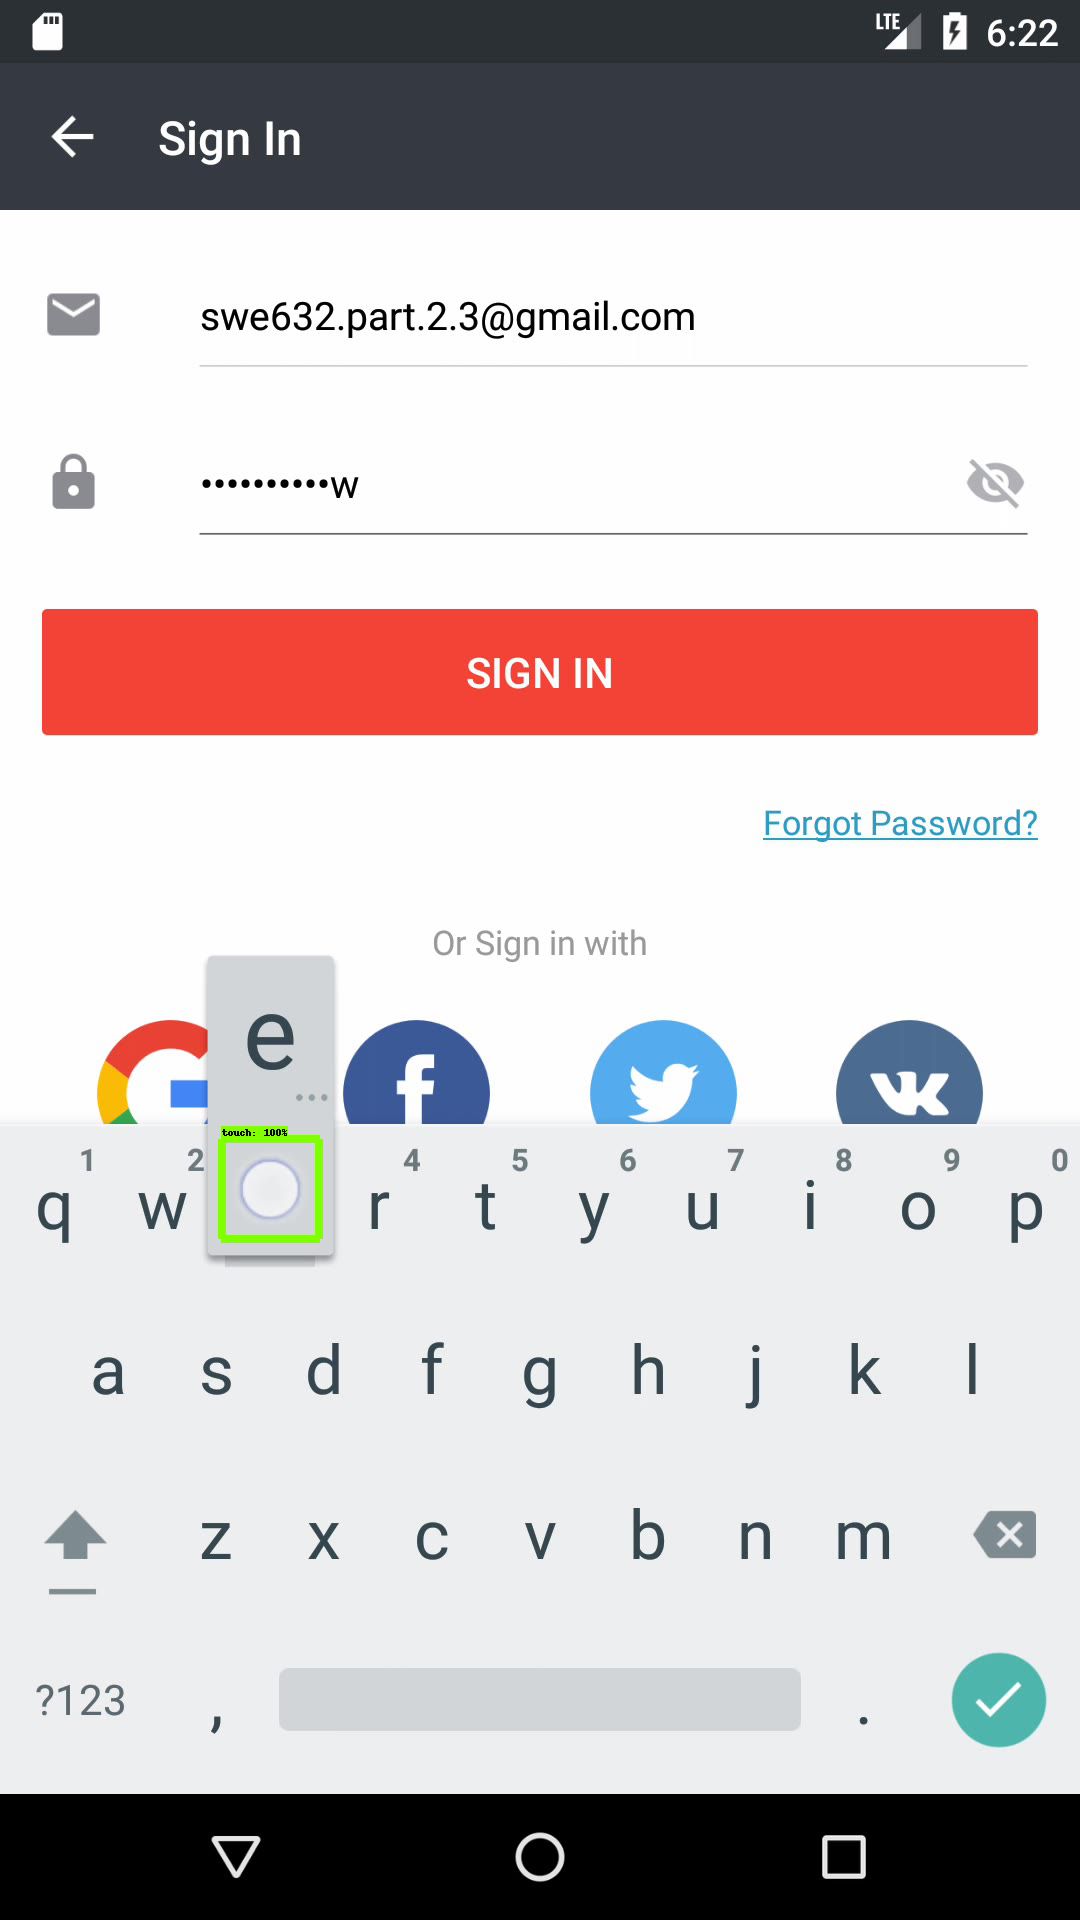 LTE 6:22
Sign In
swe632.part.2.3@gmail.com
••••••••••w
SIGN IN
Forgot Password?
Or Sign in with
e
...
touch: 100%
1 2 4 5 6 7 8 9 0
q w r t y u i o p
a s d f g h j k l
z x c v b n m
?123 , .